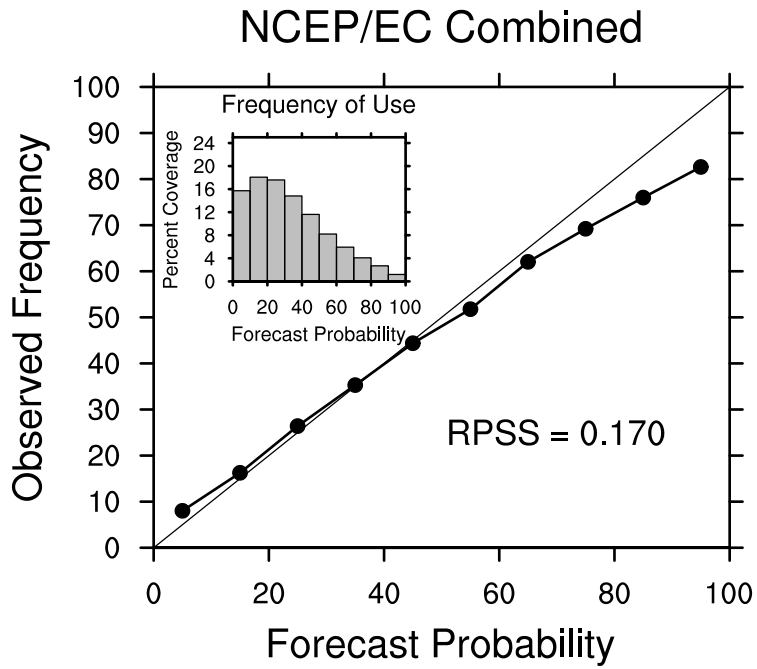 NCEP/EC Combined
Observed Frequency
100
90
80
70
60
50
40
30
20
10
0
0 20 40 60 80 100
Forecast Probability
Frequency of Use
Percent Coverage
24
20
16
12
8
4
0
0 20 40 60 80 100
Forecast Probability
RPSS = 0.170